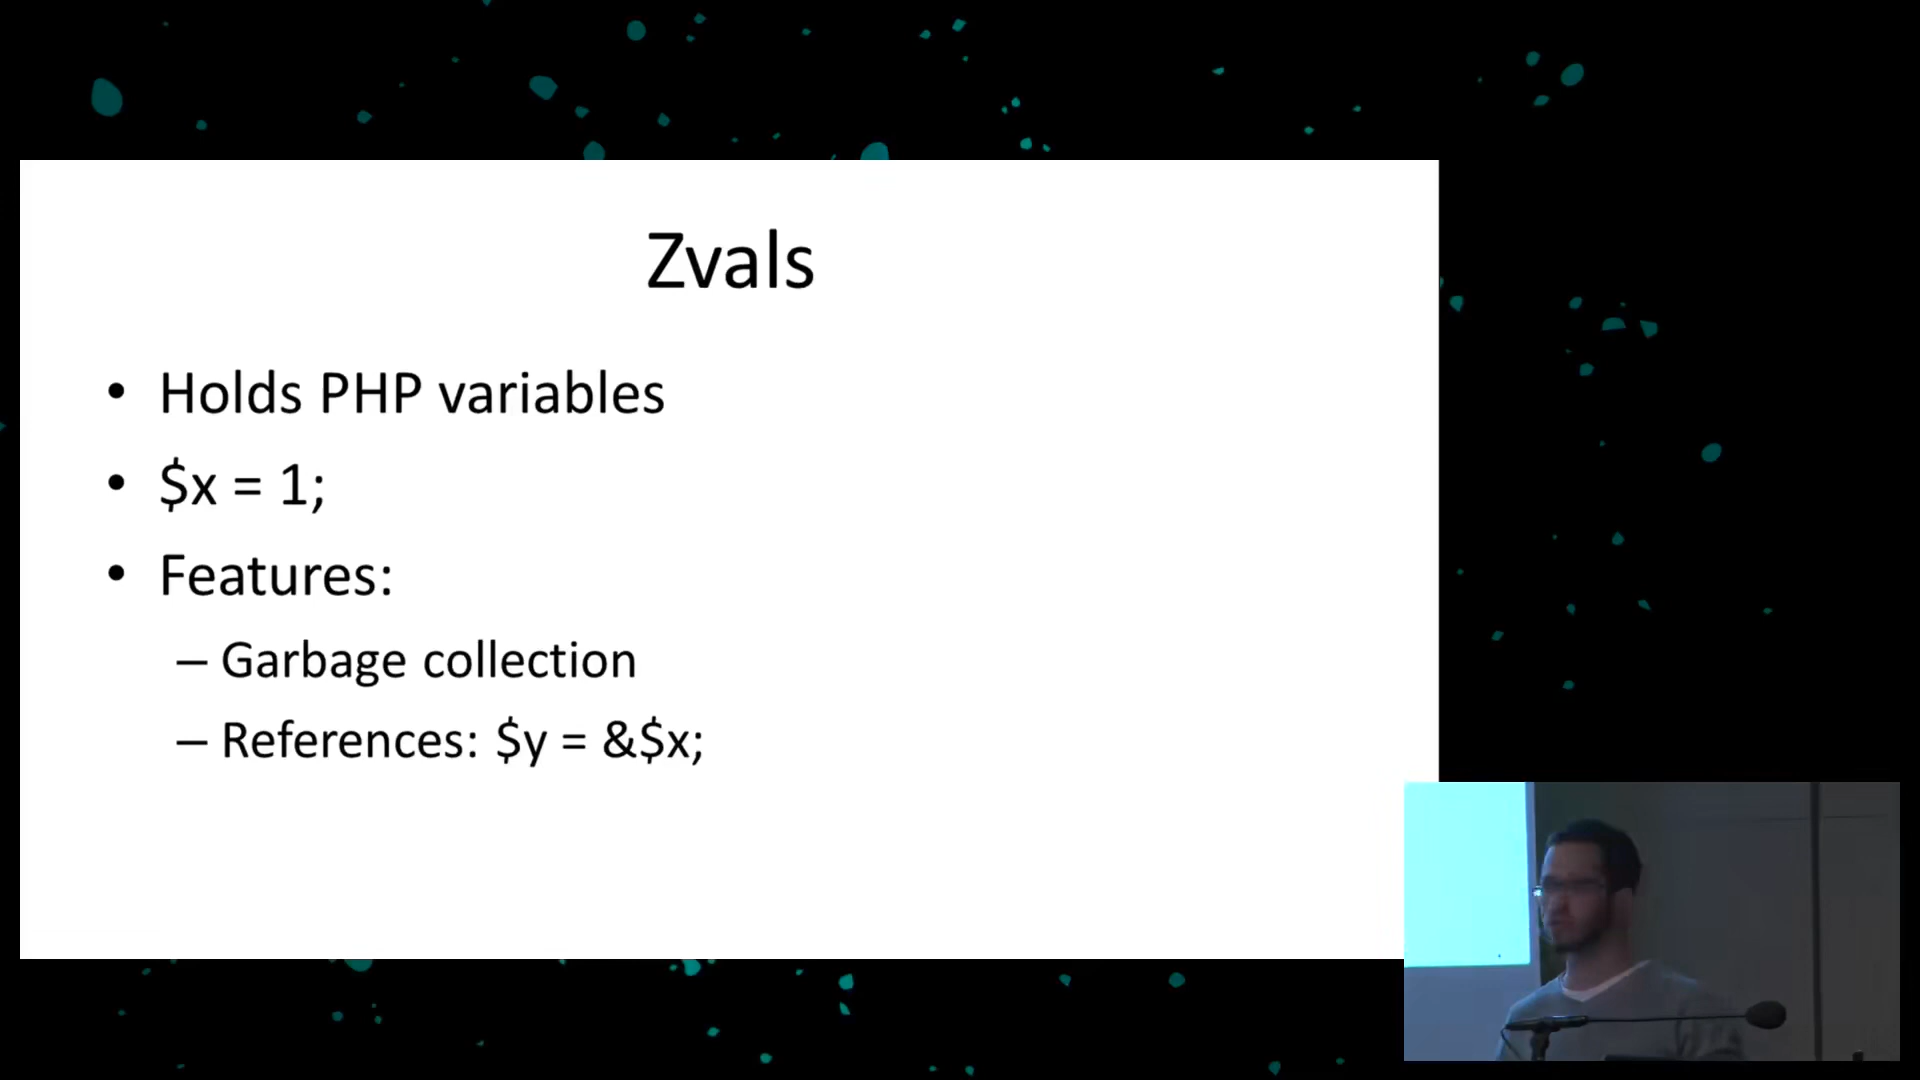 Zvals
• Holds PHP variables
• $x = 1;
• Features:
– Garbage collection
– References: $y = &$x;